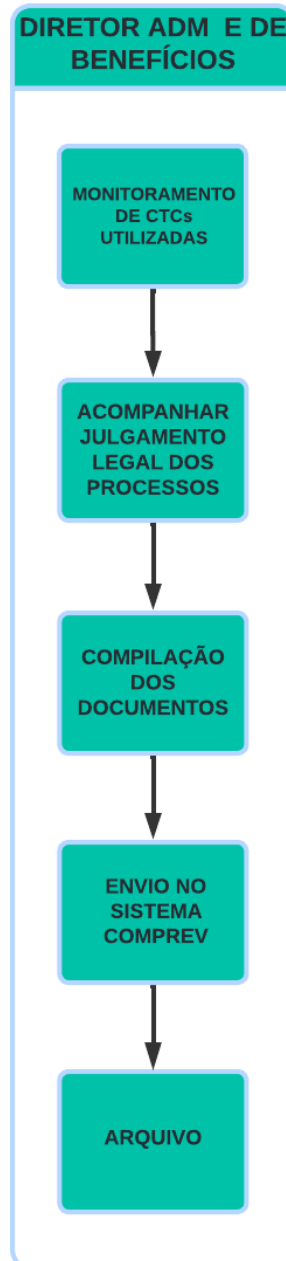 DIRETOR ADM E DE
BENEFÍCIOS
MONITORAMENTO
DE CTCs
UTILIZADAS
ACOMPANHAR
JULGAMENTO
LEGAL DOS
PROCESSOS
COMPILAÇÃO
DOS
DOCUMENTOS
ENVIO NO
SISTEMA
COMPREV
ARQUIVO